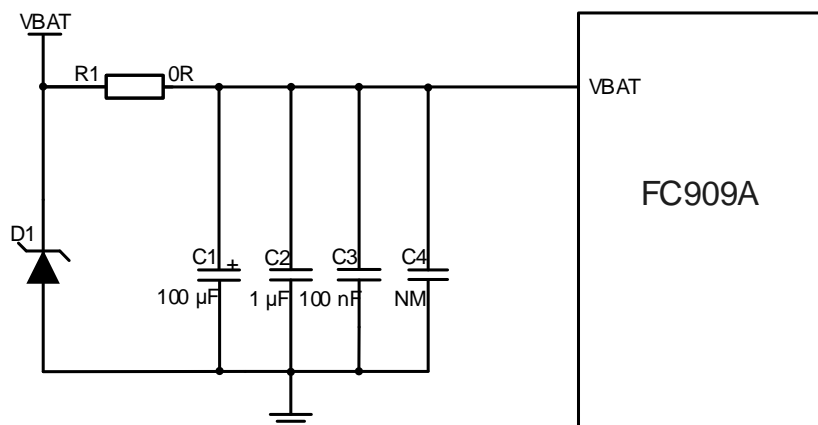 VBAT
R1 0R
VBAT
FC909A
D1
C1 + C2 C3 C4
100 µF 1 µF 100 nF NM